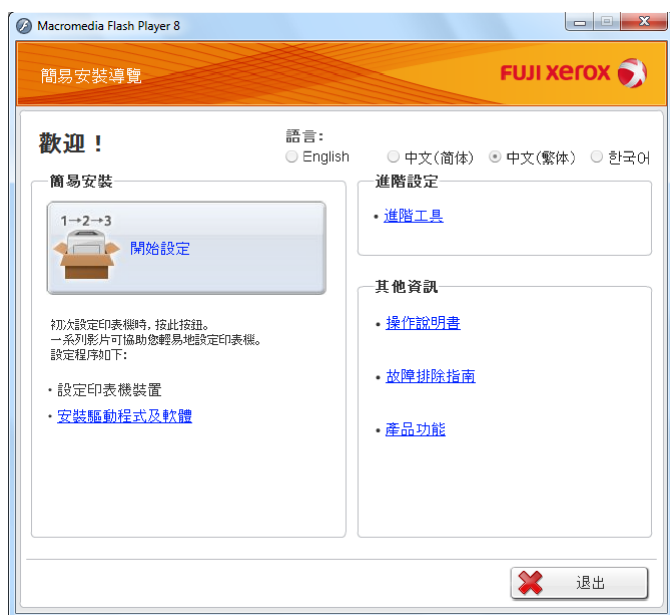 Macromedia Flash Player 8
簡易安裝導覽
FUJI xerox
歡迎！
語言:
English
中文(简体)
中文(繁体)
한국어
簡易安裝
1→2→3
開始設定
初次設定印表機時, 按此按鈕。
一系列影片可協助您輕易地設定印表機。
設定程序如下:
・設定印表機裝置
・安裝驅動程式及軟體
進階設定
・進階工具
其他資訊
・操作說明書
・故障排除指南
・產品功能
退出